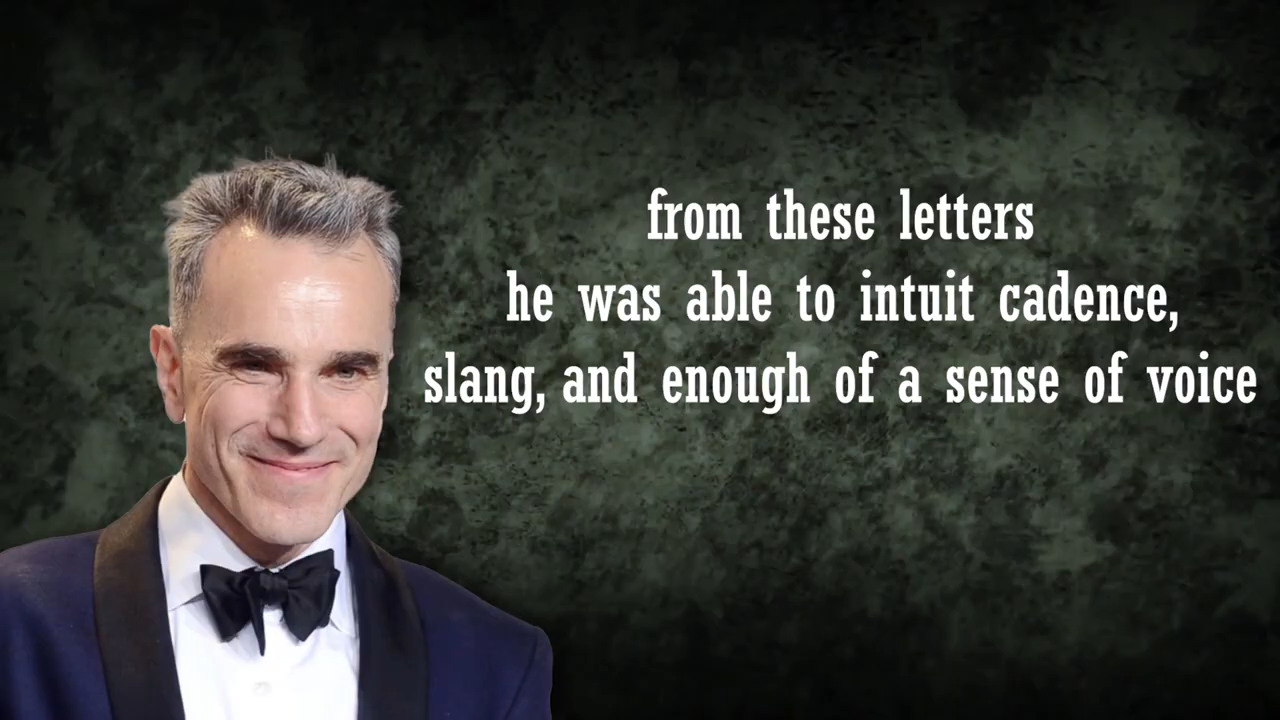 from these letters
he was able to intuit cadence,
slang, and enough of a sense of voice